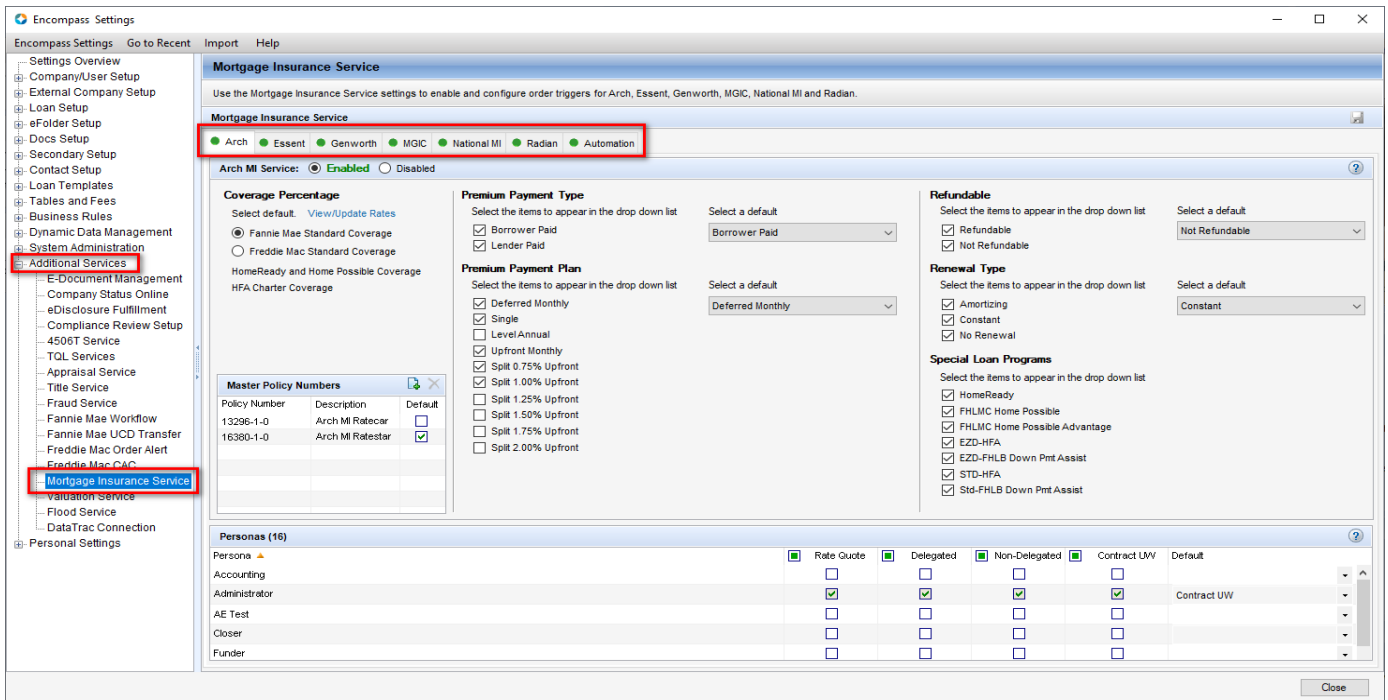 Encompass Settings
Encompass Settings Go to Recent Import Help
Settings Overview
Company/User Setup
External Company Setup
Loan Setup
eFolder Setup
Docs Setup
Secondary Setup
Contact Setup
Loan Templates
Tables and Fees
Business Rules
Dynamic Data Management
System Administration
Additional Services
E-Document Management
Company Status Online
eDisclosure Fulfillment
Compliance Review Setup
4506T Service
TQL Services
Appraisal Service
Title Service
Fraud Service
Fannie Mae Workflow
Fannie Mae UCD Transfer
Freddie Mac Order Alert
Freddie Mac CAC
Mortgage Insurance Service
Valuation Service
Flood Service
DataTrac Connection
Personal Settings
Mortgage Insurance Service
Use the Mortgage Insurance Service settings to enable and configure order triggers for Arch, Essent, Genworth, MGIC, National MI and Radian.
Mortgage Insurance Service
Arch Essent Genworth MGIC National MI Radian Automation
Arch MI Service: Enabled Disabled
Coverage Percentage
Select default. View/Update Rates
Fannie Mae Standard Coverage
Freddie Mac Standard Coverage
HomeReady and Home Possible Coverage
HFA Charter Coverage
Master Policy Numbers
Policy Number Description Default
13296-1-0 Arch MI Ratecar
16380-1-0 Arch MI Ratestar
Premium Payment Type
Select the items to appear in the drop down list Select a default
Borrower Paid Borrower Paid
Lender Paid
Premium Payment Plan
Select the items to appear in the drop down list Select a default
Deferred Monthly Deferred Monthly
Single
Level Annual
Upfront Monthly
Split 0.75% Upfront
Split 1.00% Upfront
Split 1.25% Upfront
Split 1.50% Upfront
Split 1.75% Upfront
Split 2.00% Upfront
Refundable
Select the items to appear in the drop down list Select a default
Refundable Not Refundable
Not Refundable
Renewal Type
Select the items to appear in the drop down list Select a default
Amortizing Constant
Constant
No Renewal
Special Loan Programs
Select the items to appear in the drop down list
HomeReady
FHLMC Home Possible
FHLMC Home Possible Advantage
EZD-HFA
EZD-FHLB Down Pmt Assist
STD-HFA
Std-FHLB Down Pmt Assist
Personas (16)
Persona Rate Quote Delegated Non-Delegated Contract UW Default
Accounting
Administrator Contract UW
AE Test
Closer
Funder
Close